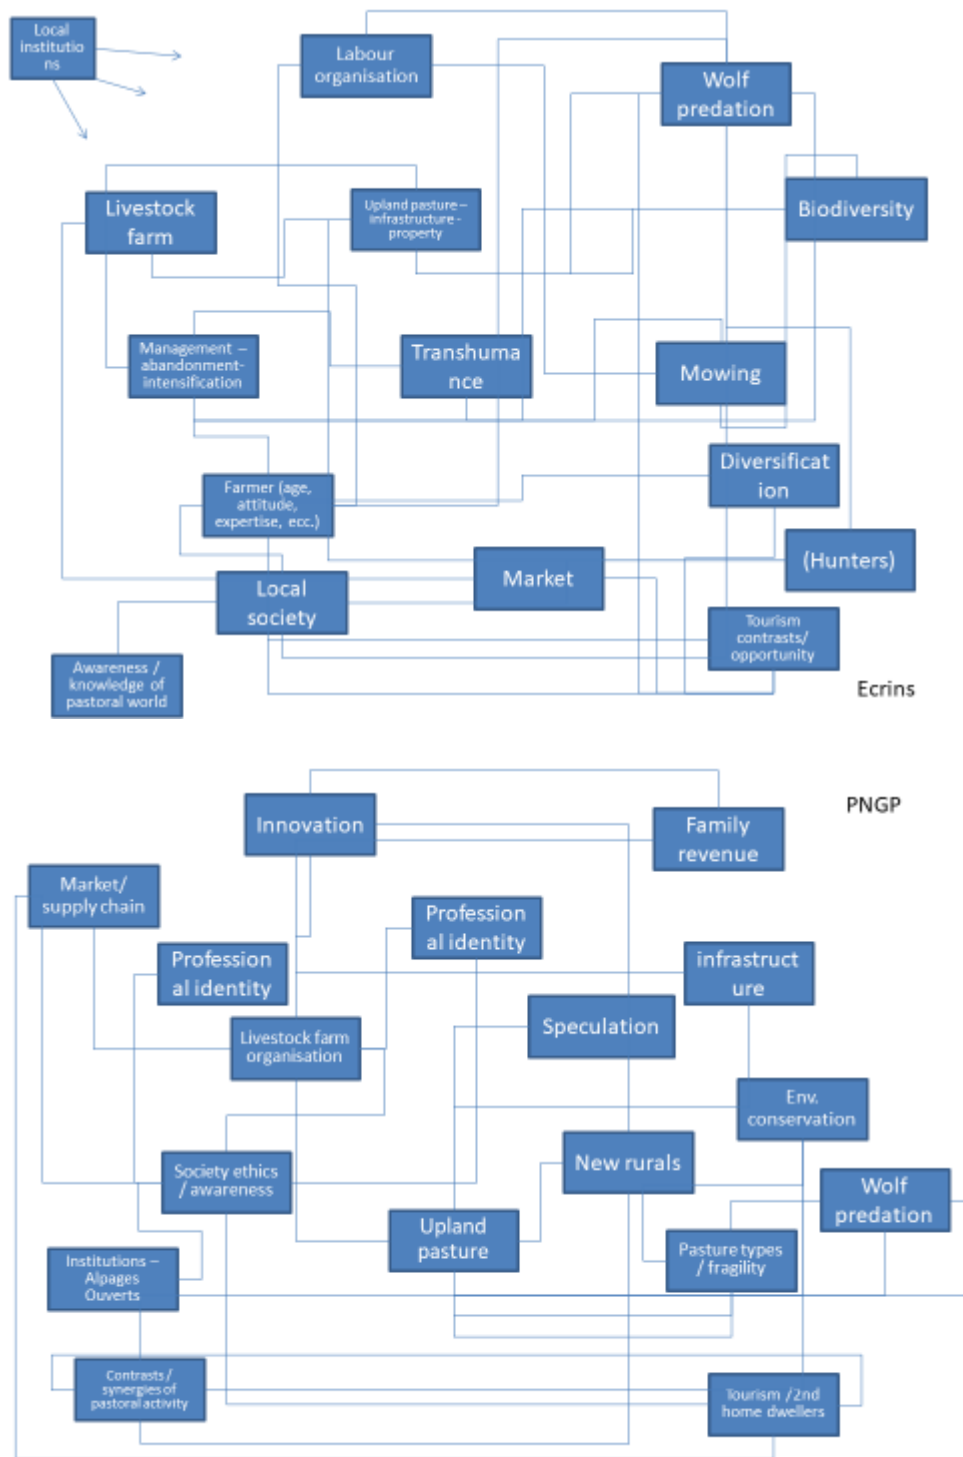 Local
institutio
ns
Labour
organisation
Wolf
predation
Livestock
farm
Upland pasture –
infrastructure-
property
Biodiversity
Management –
abandonment-
intensification
Transhuma
nce
Mowing
Farmer (age,
attitude,
expertise, ecc.)
Diversificat
ion
Local
society
Market
(Hunters)
Awareness /
knowledge of
pastoral world
Tourism
contrasts/
opportunity
Ecrins
PNGP
Innovation
Family
revenue
Market/
supply chain
Profession
al identity
Profession
al identity
infrastruct
ure
Livestock farm
organisation
Speculation
Env.
conservation
Society ethics
/ awareness
New rurals
Wolf
predation
Upland
pasture
Pasture types
/ fragility
Institutions –
Alpages
Ouverts
Contrasts /
synergies of
pastoral activity
Tourism /2nd
home dwellers